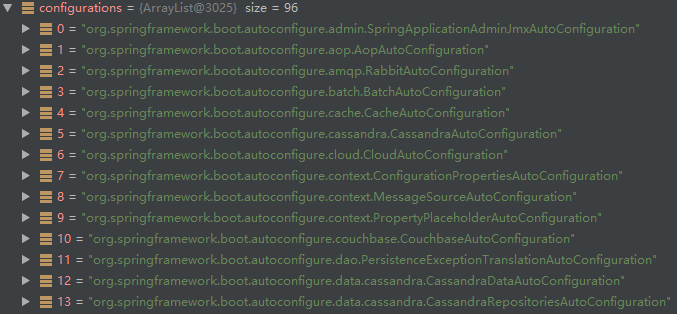 configurations = {ArrayList@3025} size = 96
0 = "org.springframework.boot.autoconfigure.admin.SpringApplicationAdminJmxAutoConfiguration"
1 = "org.springframework.boot.autoconfigure.aop.AopAutoConfiguration"
2 = "org.springframework.boot.autoconfigure.amqp.RabbitAutoConfiguration"
3 = "org.springframework.boot.autoconfigure.batch.BatchAutoConfiguration"
4 = "org.springframework.boot.autoconfigure.cache.CacheAutoConfiguration"
5 = "org.springframework.boot.autoconfigure.cassandra.CassandraAutoConfiguration"
6 = "org.springframework.boot.autoconfigure.cloud.CloudAutoConfiguration"
7 = "org.springframework.boot.autoconfigure.context.ConfigurationPropertiesAutoConfiguration"
8 = "org.springframework.boot.autoconfigure.context.MessageSourceAutoConfiguration"
9 = "org.springframework.boot.autoconfigure.context.PropertyPlaceholderAutoConfiguration"
10 = "org.springframework.boot.autoconfigure.couchbase.CouchbaseAutoConfiguration"
11 = "org.springframework.boot.autoconfigure.dao.PersistenceExceptionTranslationAutoConfiguration"
12 = "org.springframework.boot.autoconfigure.data.cassandra.CassandraDataAutoConfiguration"
13 = "org.springframework.boot.autoconfigure.data.cassandra.CassandraRepositoriesAutoConfiguration"